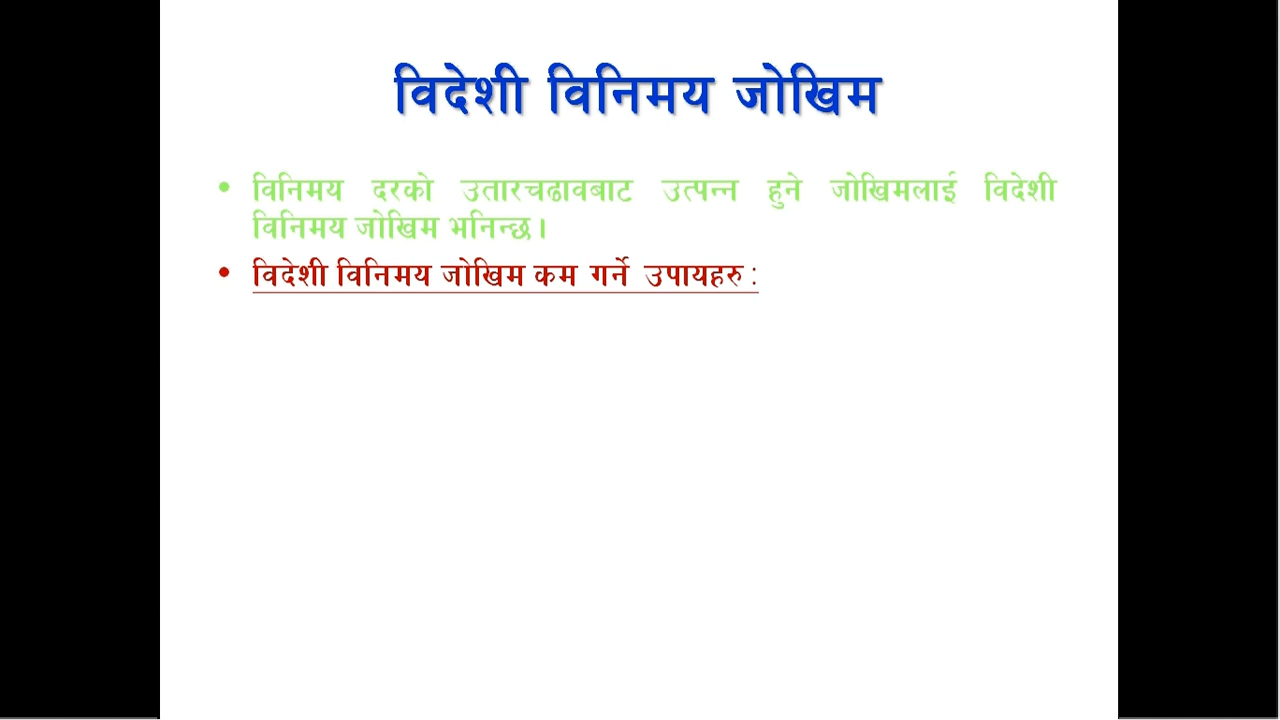 विदेशी विनिमय जोखिम
• विनिमय दरको उतारचढावबाट उत्पन्न हुने जोखिमलाई विदेशी
विनिमय जोखिम भनिन्छ।
• विदेशी विनिमय जोखिम कम गर्ने उपायहरु :